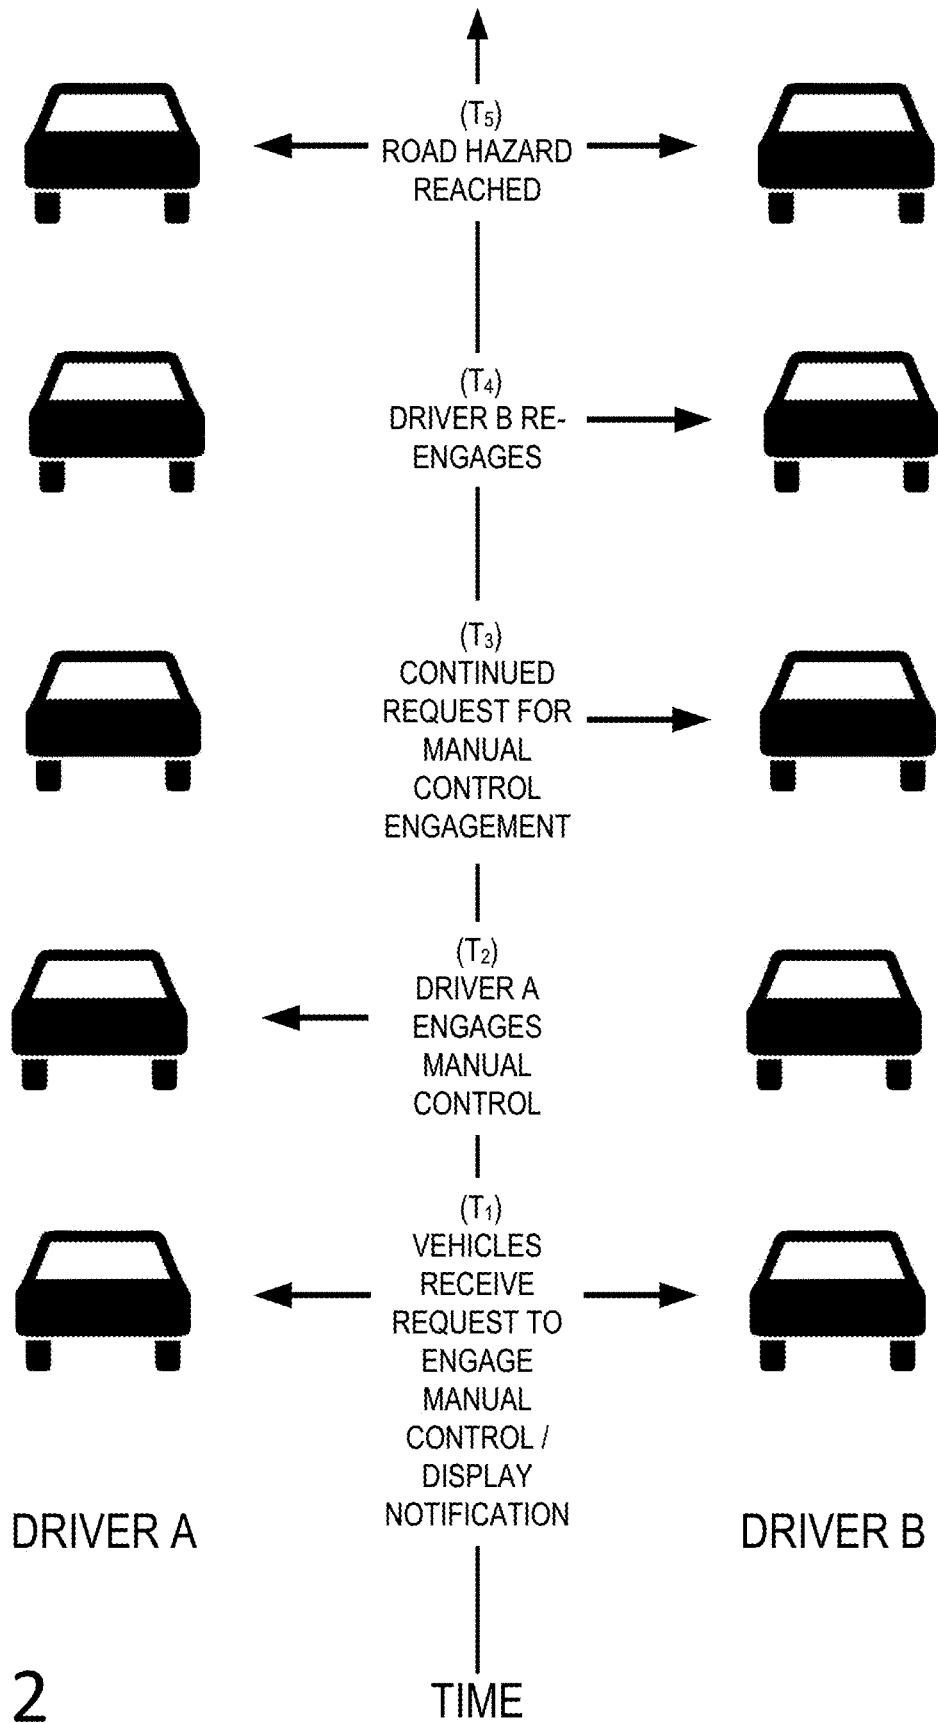 (T5)
ROAD HAZARD
REACHED
(T4)
DRIVER B RE-
ENGAGES
(T3)
CONTINUED
REQUEST FOR
MANUAL
CONTROL
ENGAGEMENT
(T2)
DRIVER A
ENGAGES
MANUAL
CONTROL
(T1)
VEHICLES
RECEIVE
REQUEST TO
ENGAGE
MANUAL
CONTROL /
DISPLAY
NOTIFICATION
DRIVER A
DRIVER B
2
TIME